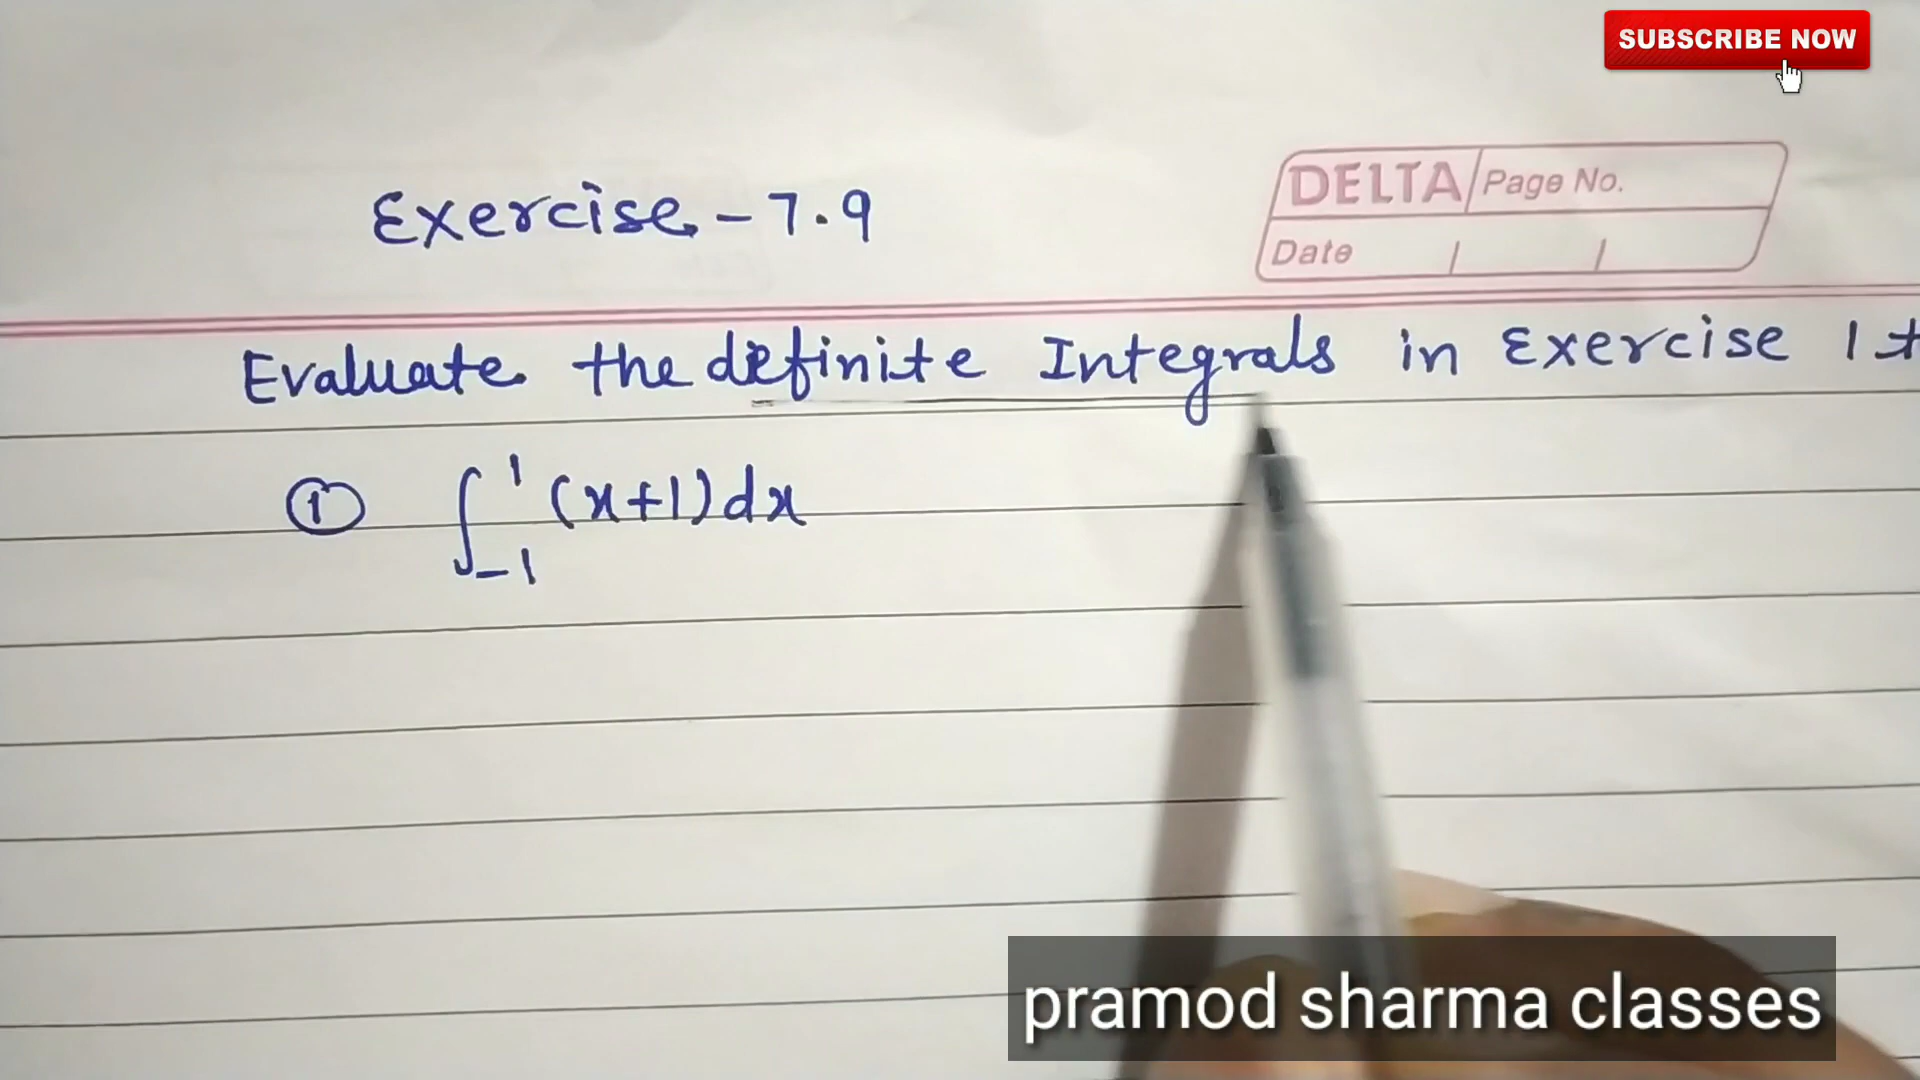 SUBSCRIBE NOW
Exercise - 7.9
DELTA Page No.
Date / /
Evaluate the definite Integrals in Exercise 1 t
① ∫₋₁¹ (x+1)dx
pramod sharma classes